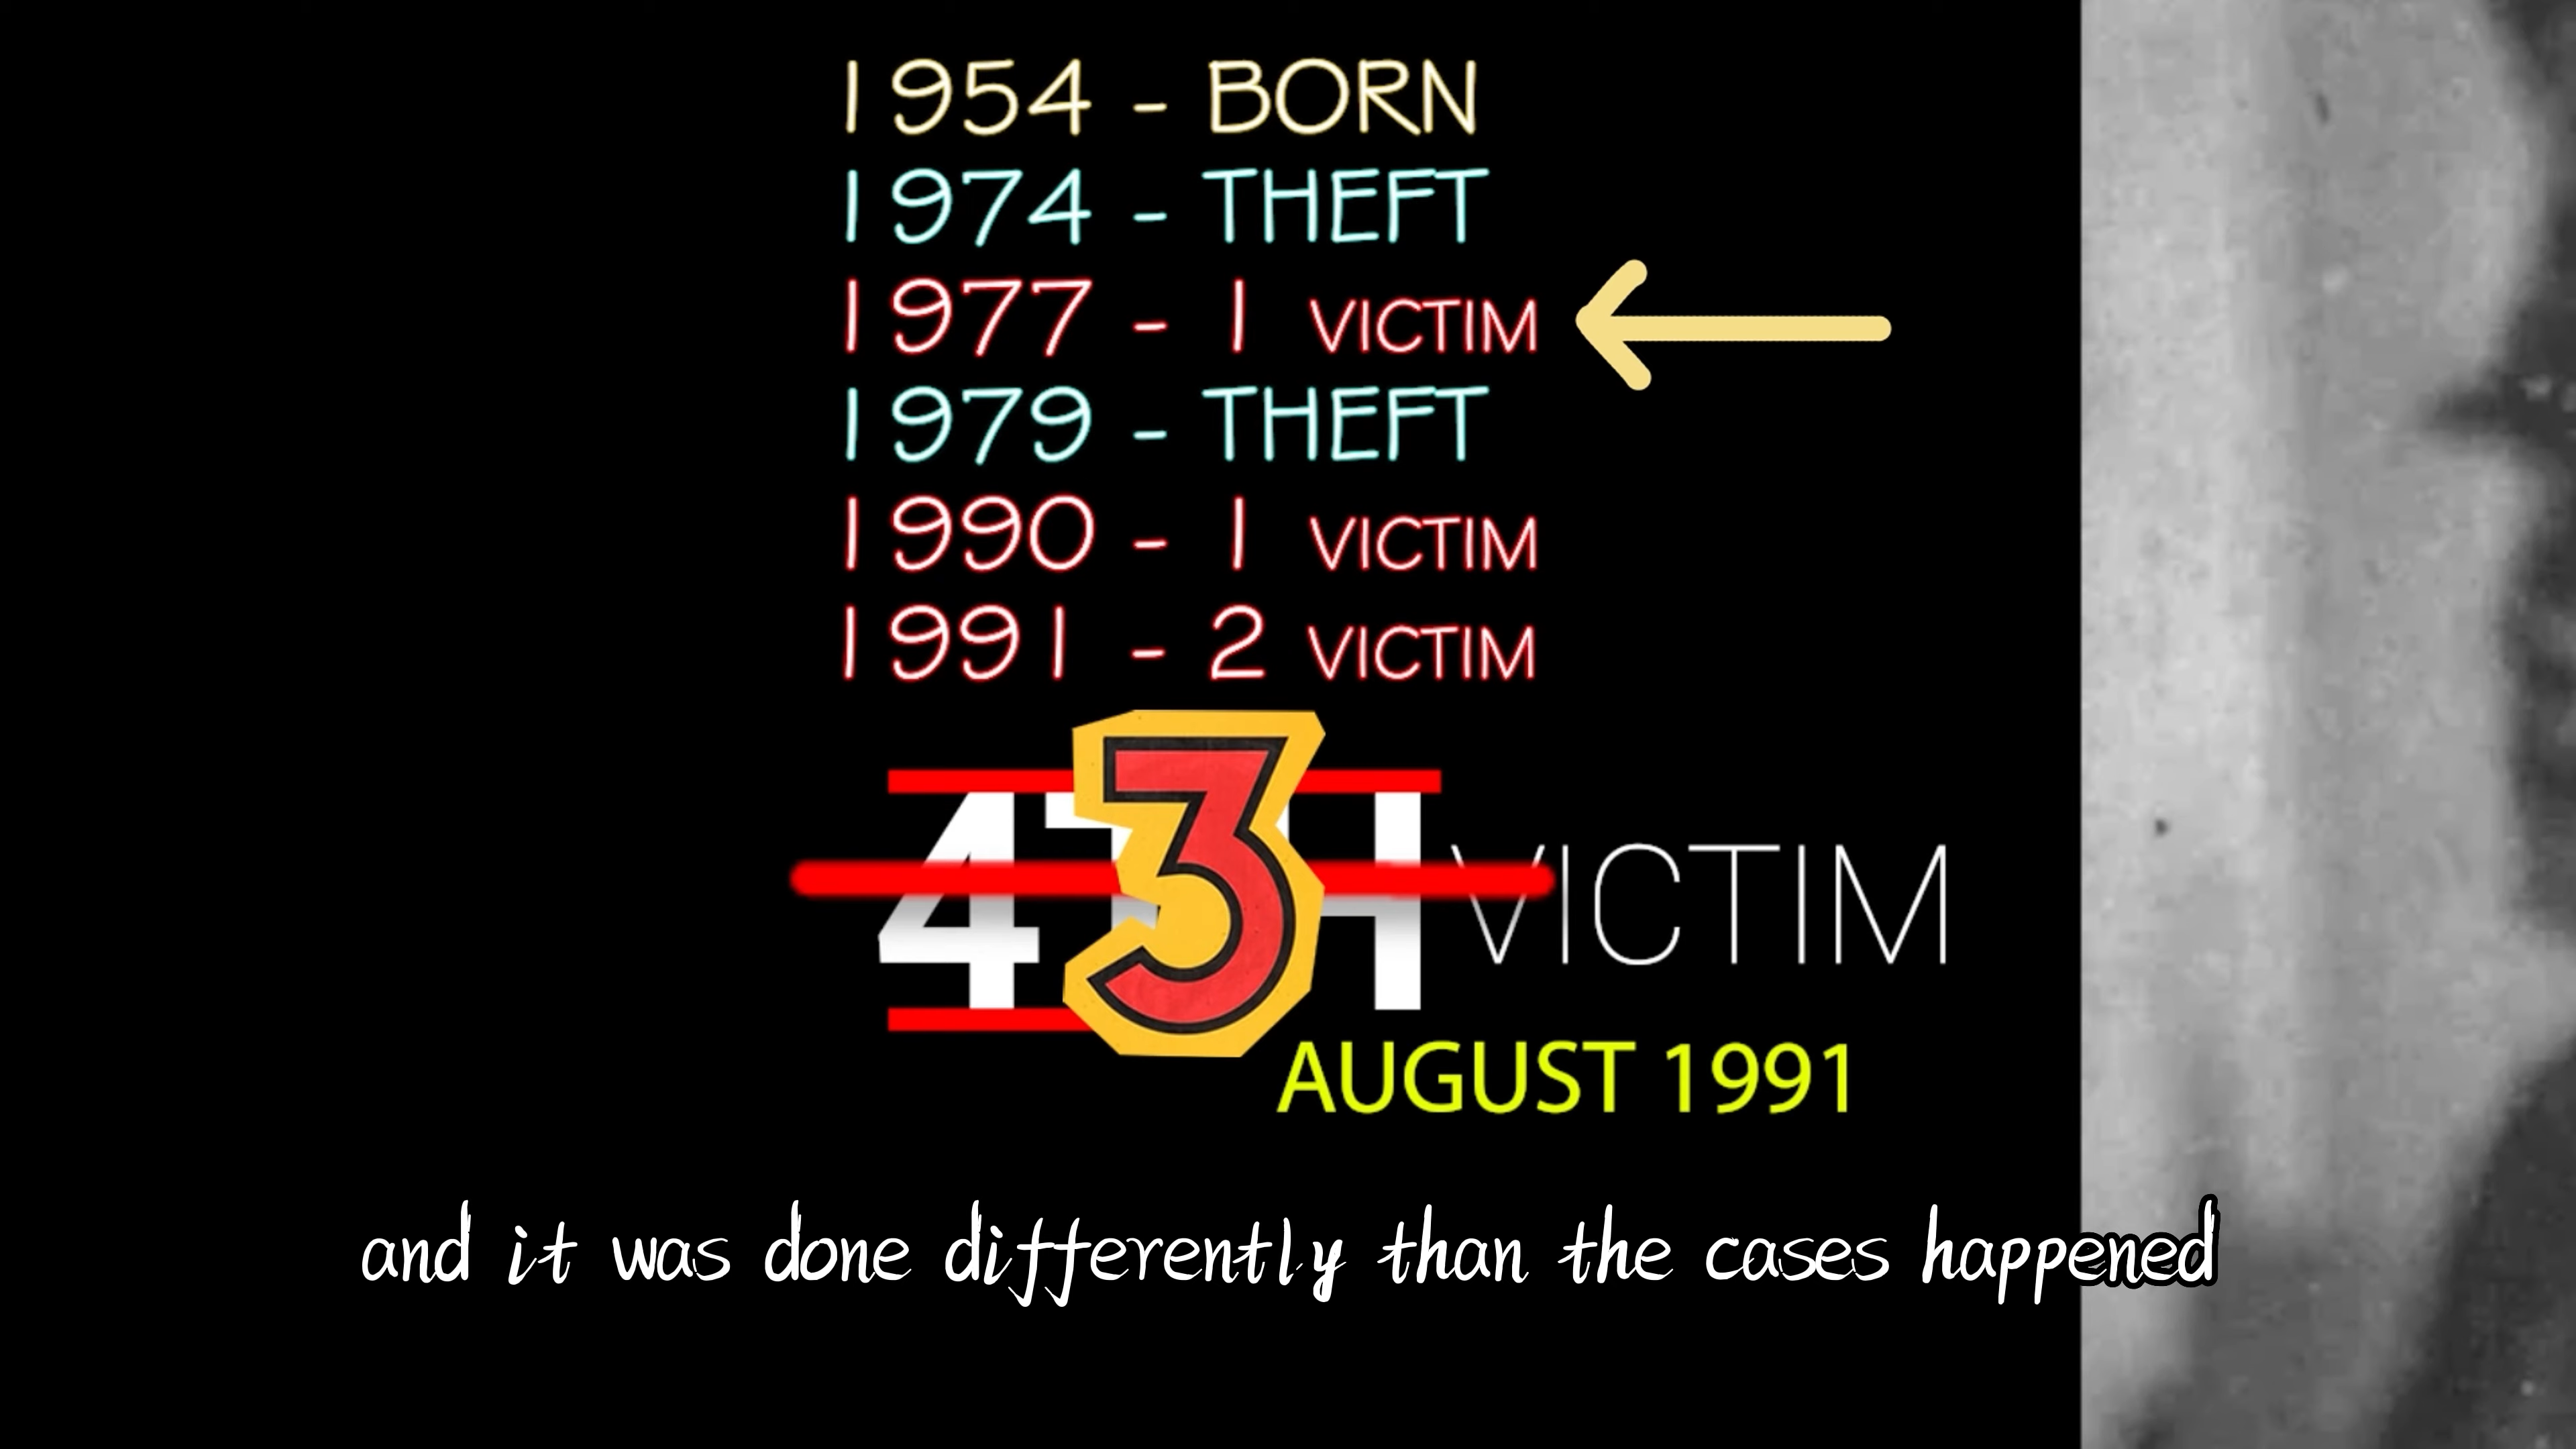 1954 - BORN
1974 - THEFT
1977 - 1 VICTIM
1979 - THEFT
1990 - 1 VICTIM
1991 - 2 VICTIM
3 VICTIM
AUGUST 1991
and it was done differently than the cases happened